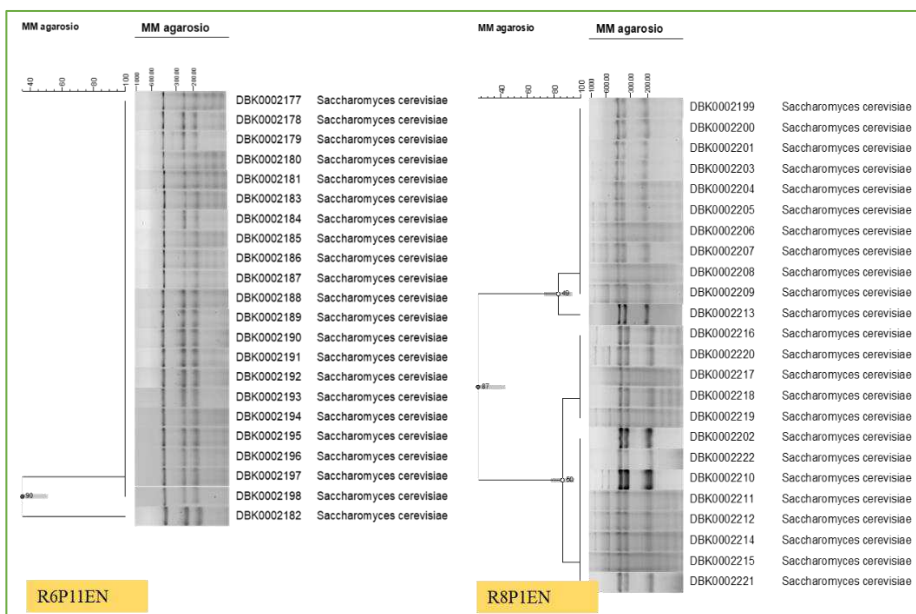 MM agarosio
MM agarosio
40
60
80
100
DBK0002177 Saccharomyces cerevisiae
DBK0002178 Saccharomyces cerevisiae
DBK0002179 Saccharomyces cerevisiae
DBK0002180 Saccharomyces cerevisiae
DBK0002181 Saccharomyces cerevisiae
DBK0002183 Saccharomyces cerevisiae
DBK0002184 Saccharomyces cerevisiae
DBK0002185 Saccharomyces cerevisiae
DBK0002186 Saccharomyces cerevisiae
DBK0002187 Saccharomyces cerevisiae
DBK0002188 Saccharomyces cerevisiae
DBK0002189 Saccharomyces cerevisiae
DBK0002190 Saccharomyces cerevisiae
DBK0002191 Saccharomyces cerevisiae
DBK0002192 Saccharomyces cerevisiae
DBK0002193 Saccharomyces cerevisiae
DBK0002194 Saccharomyces cerevisiae
DBK0002195 Saccharomyces cerevisiae
DBK0002196 Saccharomyces cerevisiae
DBK0002197 Saccharomyces cerevisiae
DBK0002198 Saccharomyces cerevisiae
DBK0002182 Saccharomyces cerevisiae
R6P11EN
MM agarosio
MM agarosio
40
60
80
100
DBK0002199 Saccharomyces cerevisiae
DBK0002200 Saccharomyces cerevisiae
DBK0002201 Saccharomyces cerevisiae
DBK0002203 Saccharomyces cerevisiae
DBK0002204 Saccharomyces cerevisiae
DBK0002205 Saccharomyces cerevisiae
DBK0002206 Saccharomyces cerevisiae
DBK0002207 Saccharomyces cerevisiae
DBK0002208 Saccharomyces cerevisiae
DBK0002209 Saccharomyces cerevisiae
DBK0002213 Saccharomyces cerevisiae
DBK0002216 Saccharomyces cerevisiae
DBK0002220 Saccharomyces cerevisiae
DBK0002217 Saccharomyces cerevisiae
DBK0002218 Saccharomyces cerevisiae
DBK0002219 Saccharomyces cerevisiae
DBK0002202 Saccharomyces cerevisiae
DBK0002222 Saccharomyces cerevisiae
DBK0002210 Saccharomyces cerevisiae
DBK0002211 Saccharomyces cerevisiae
DBK0002212 Saccharomyces cerevisiae
DBK0002214 Saccharomyces cerevisiae
DBK0002215 Saccharomyces cerevisiae
DBK0002221 Saccharomyces cerevisiae
R8P1EN